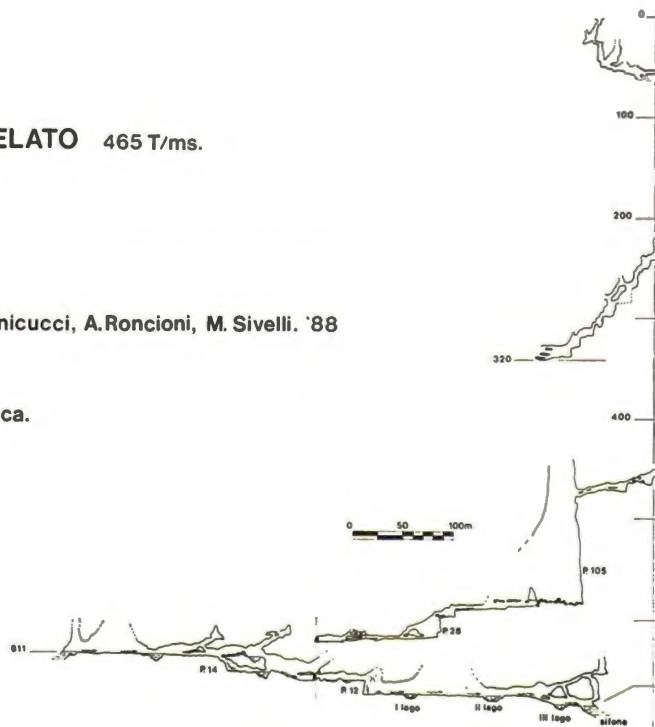 0
ELATO 465 T/ms.
100
200
nicucci, A.Roncioni, M. Sivelli. '88
320
ca.
400
0 50 100m
P.105
P.28
611
P.14
P.12
I lago
II lago
III lago
sifone